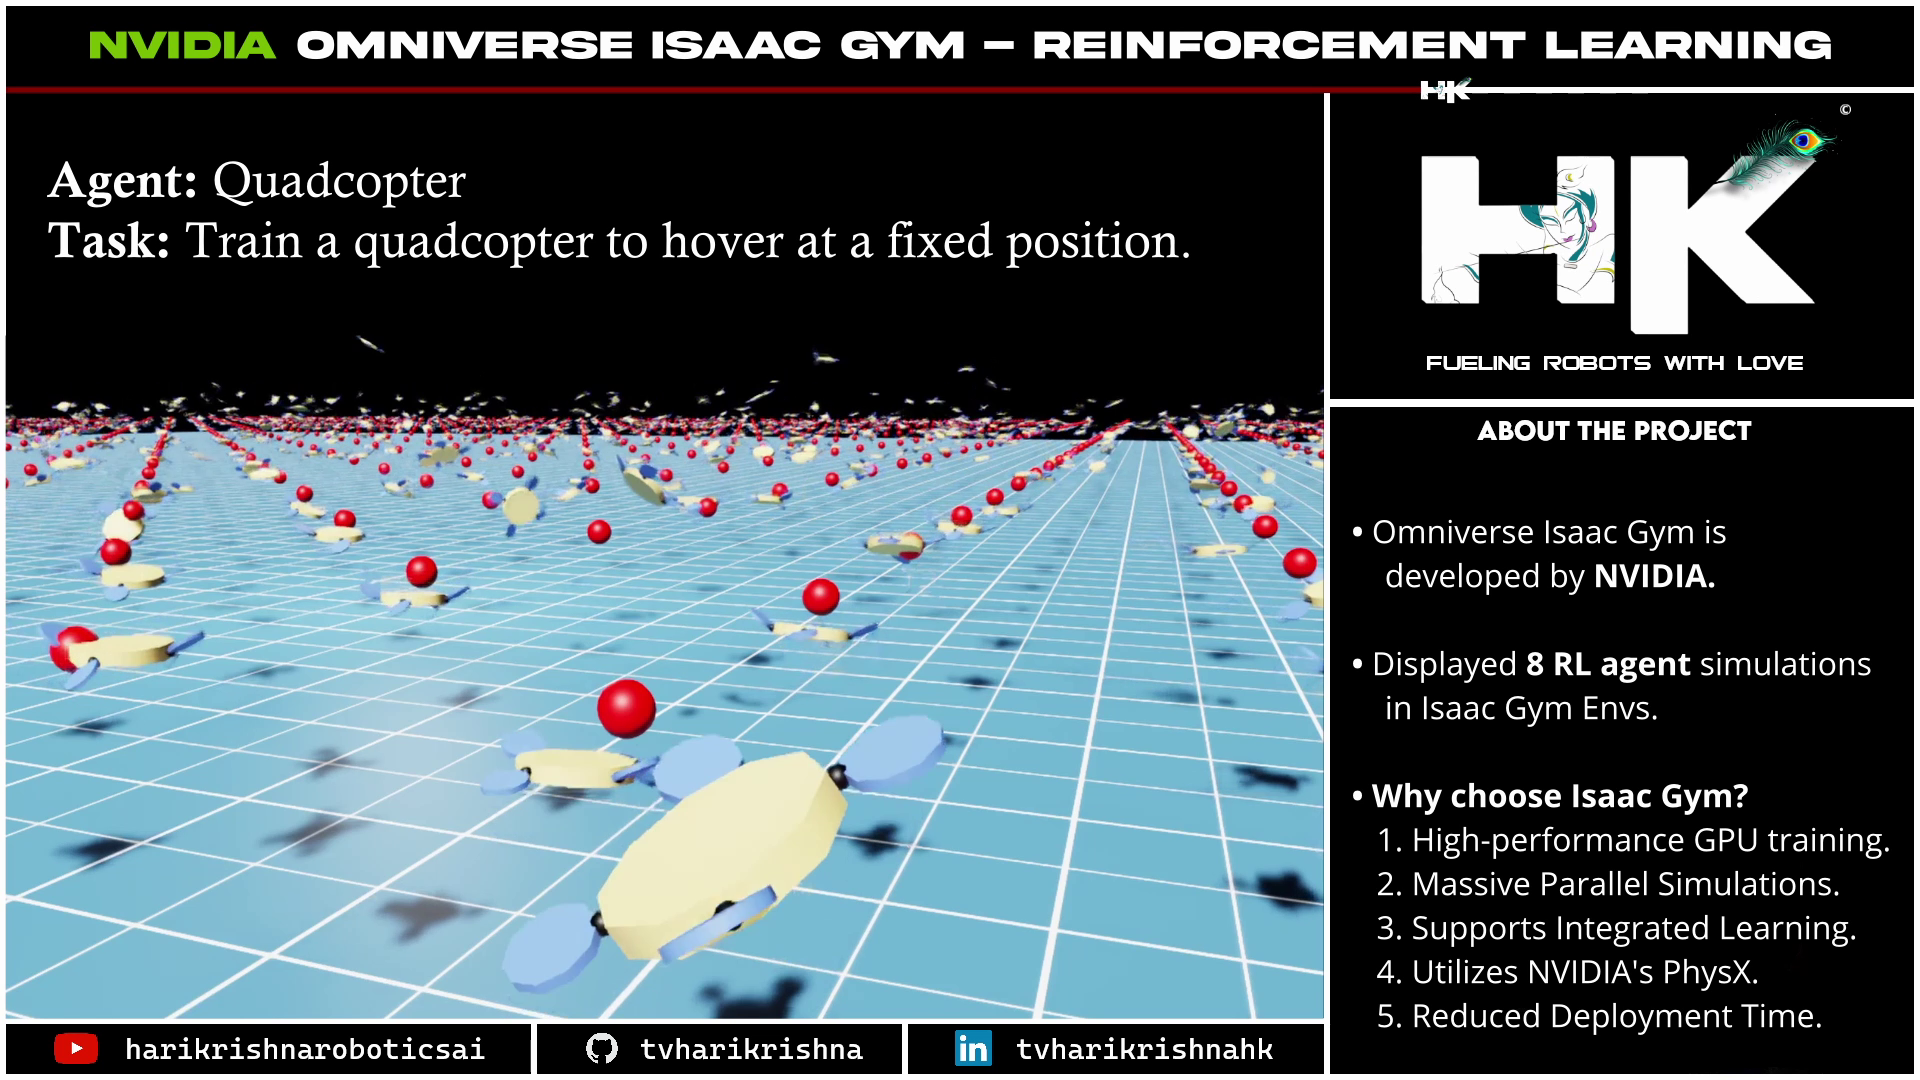 NVIDIA OMNIVERSE ISAAC GYM – REINFORCEMENT LEARNING
HK
Agent: Quadcopter
Task: Train a quadcopter to hover at a fixed position.
©
HK
FUELING ROBOTS WITH LOVE
ABOUT THE PROJECT
• Omniverse Isaac Gym is
developed by NVIDIA.
• Displayed 8 RL agent simulations
in Isaac Gym Envs.
• Why choose Isaac Gym?
1. High-performance GPU training.
2. Massive Parallel Simulations.
3. Supports Integrated Learning.
4. Utilizes NVIDIA's PhysX.
5. Reduced Deployment Time.
harikrishnaroboticsai
tvharikrishna
in tvharikrishnahk